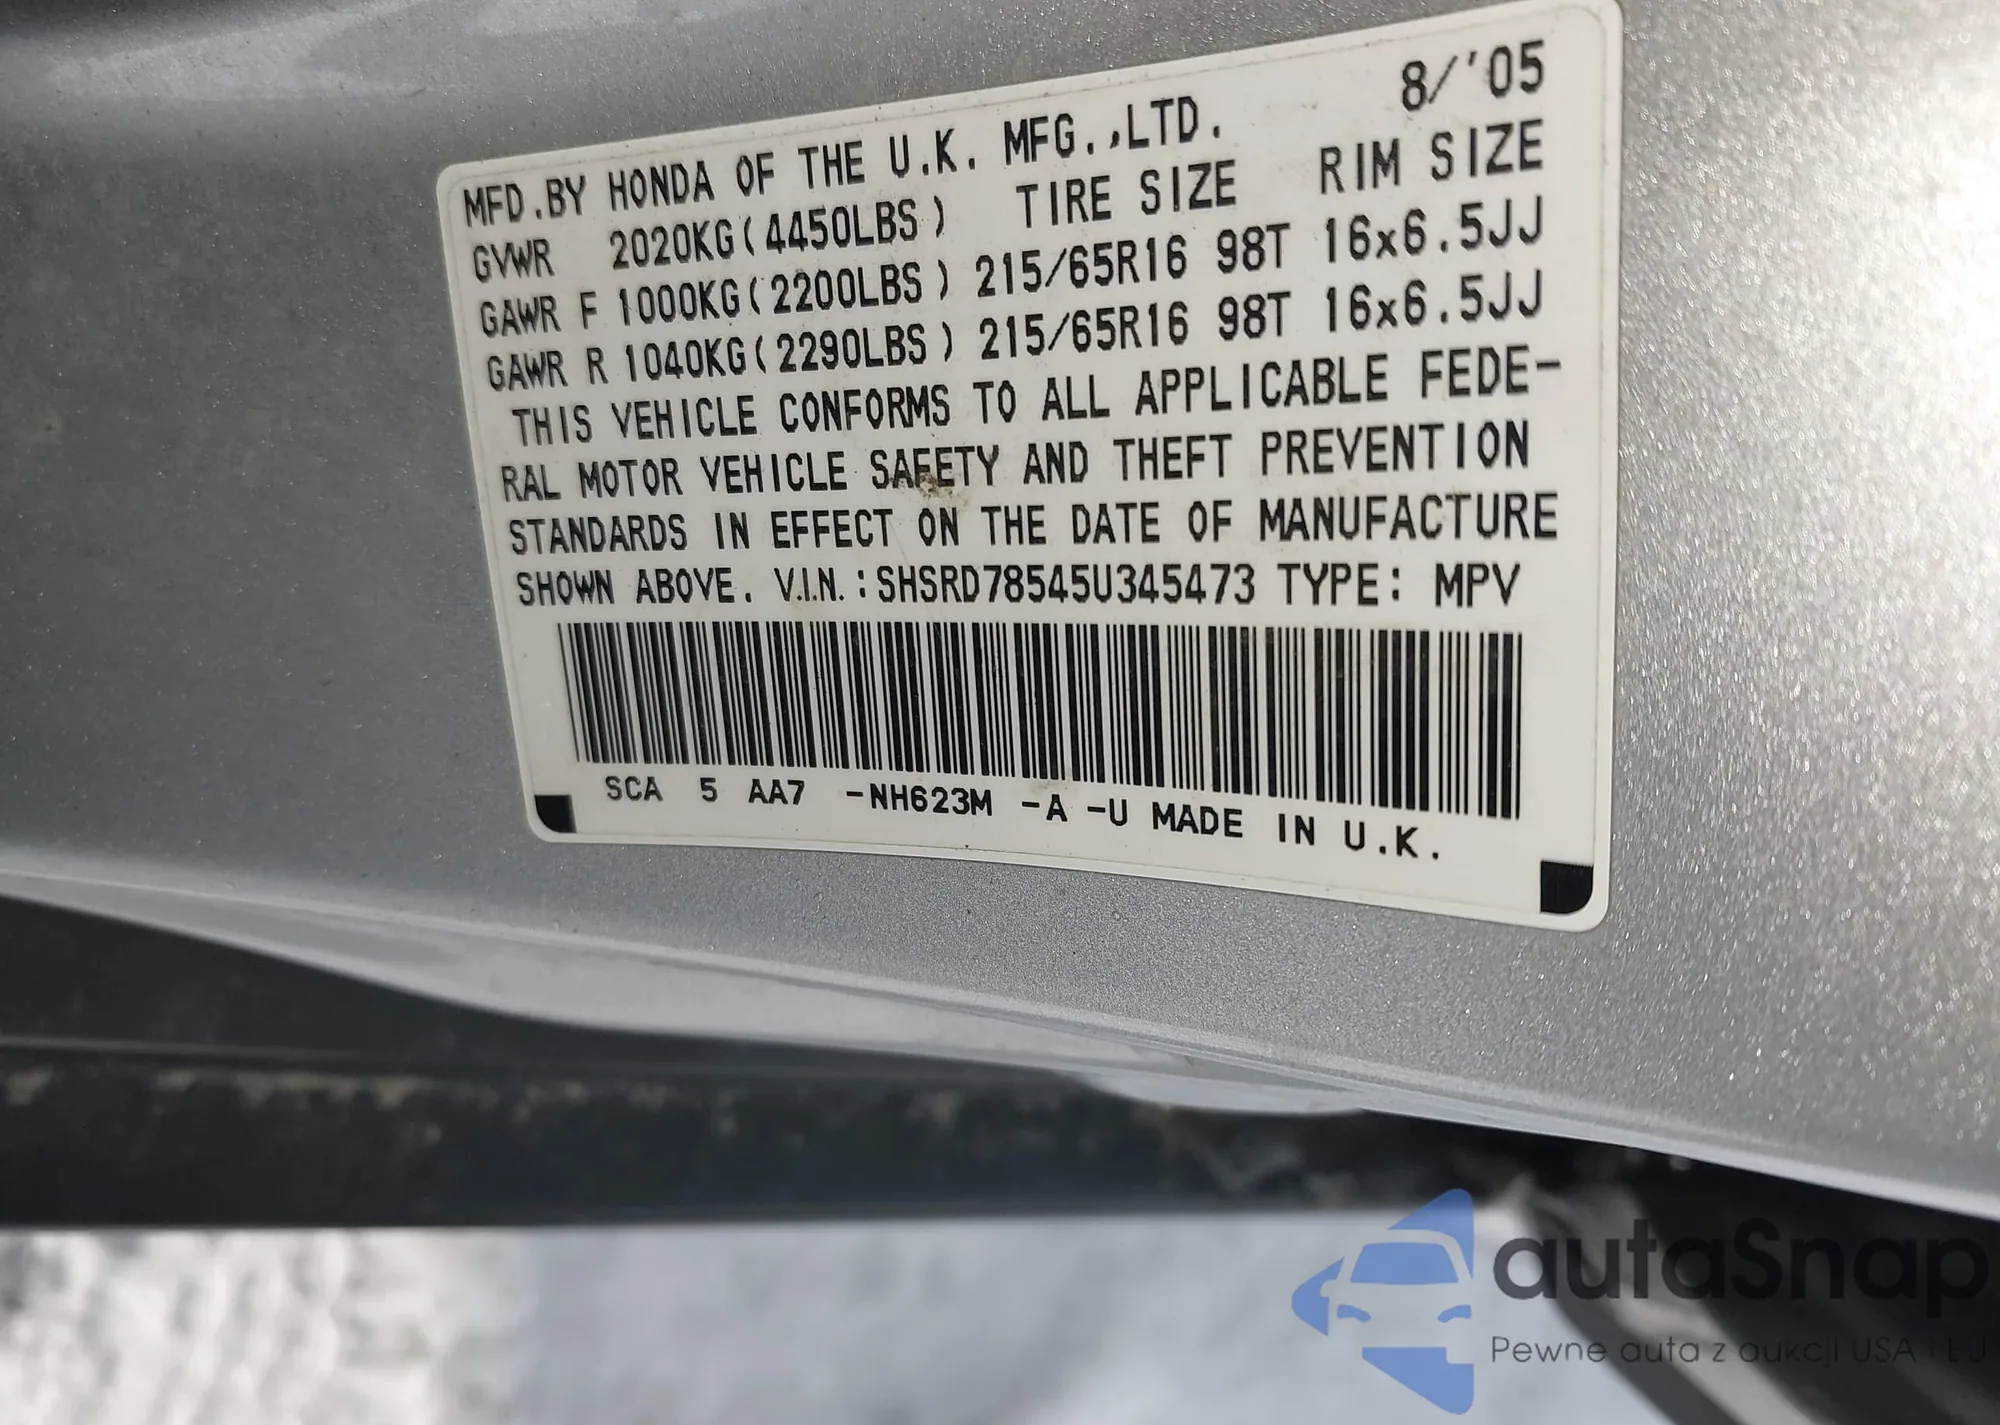 8/'05
MFD.BY HONDA OF THE U.K. MFG.,LTD.
GVWR 2020KG(4450LBS) TIRE SIZE RIM SIZE
GAWR F 1000KG(2200LBS) 215/65R16 98T 16x6.5JJ
GAWR R 1040KG(2290LBS) 215/65R16 98T 16x6.5JJ
THIS VEHICLE CONFORMS TO ALL APPLICABLE FEDE-
RAL MOTOR VEHICLE SAFETY AND THEFT PREVENTION
STANDARDS IN EFFECT ON THE DATE OF MANUFACTURE
SHOWN ABOVE. V.I.N.:SHSRD78545U345473 TYPE: MPV
SCA 5 AA7 -NH623M -A -U MADE IN U.K.
autaSnap
Pewne auta z aukcji USA i EU